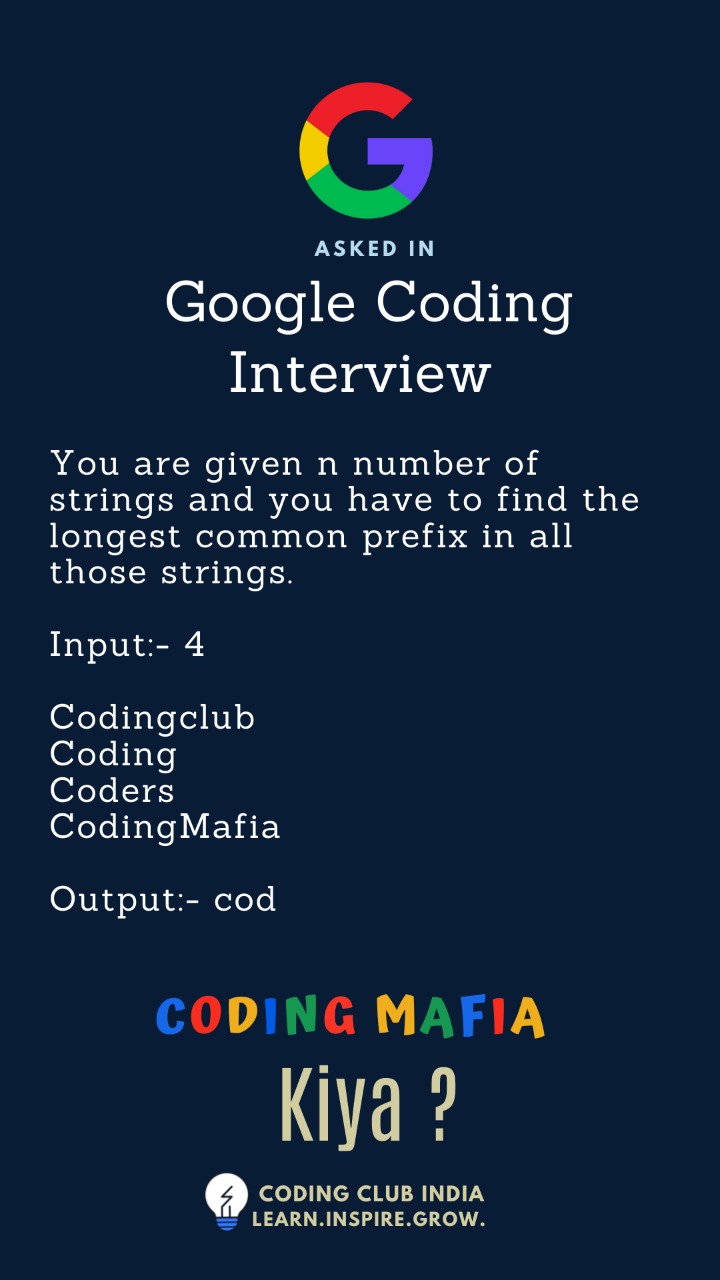 ASKED IN
Google Coding
Interview
You are given n number of
strings and you have to find the
longest common prefix in all
those strings.
Input:- 4
Codingclub
Coding
Coders
CodingMafia
Output:- cod
CODING MAFIA
Kiya ?
CODING CLUB INDIA
LEARN.INSPIRE.GROW.